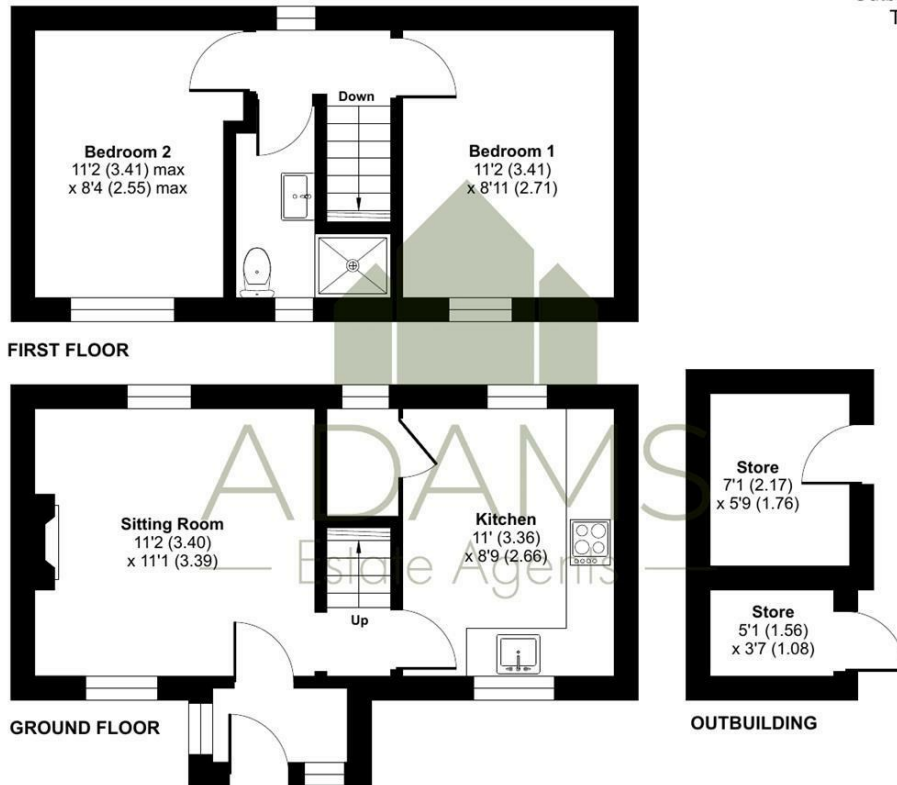 Down
Bedroom 2
11'2 (3.41) max
x 8'4 (2.55) max
Bedroom 1
11'2 (3.41)
x 8'11 (2.71)
FIRST FLOOR
ADAMS
Estate Agents
Sitting Room
11'2 (3.40)
x 11'1 (3.39)
Kitchen
11' (3.36)
x 8'9 (2.66)
Up
GROUND FLOOR
Store
7'1 (2.17)
x 5'9 (1.76)
Store
5'1 (1.56)
x 3'7 (1.08)
OUTBUILDING